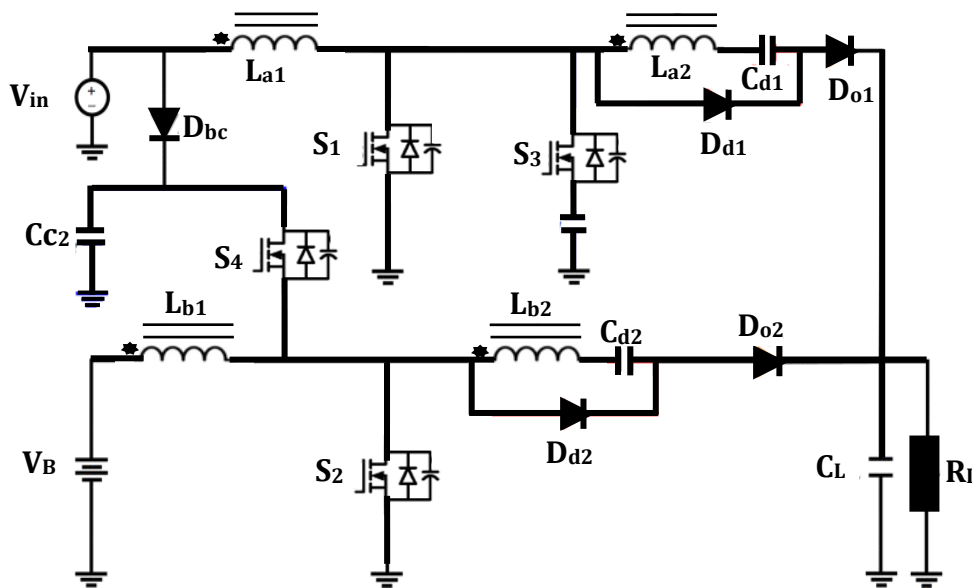 La1
La2
Cd1
Do1
Vin
Dbc
Dd1
S1
S3
Cc2
S4
Lb1
Lb2
Cd2
Do2
Dd2
VB
S2
CL
RL